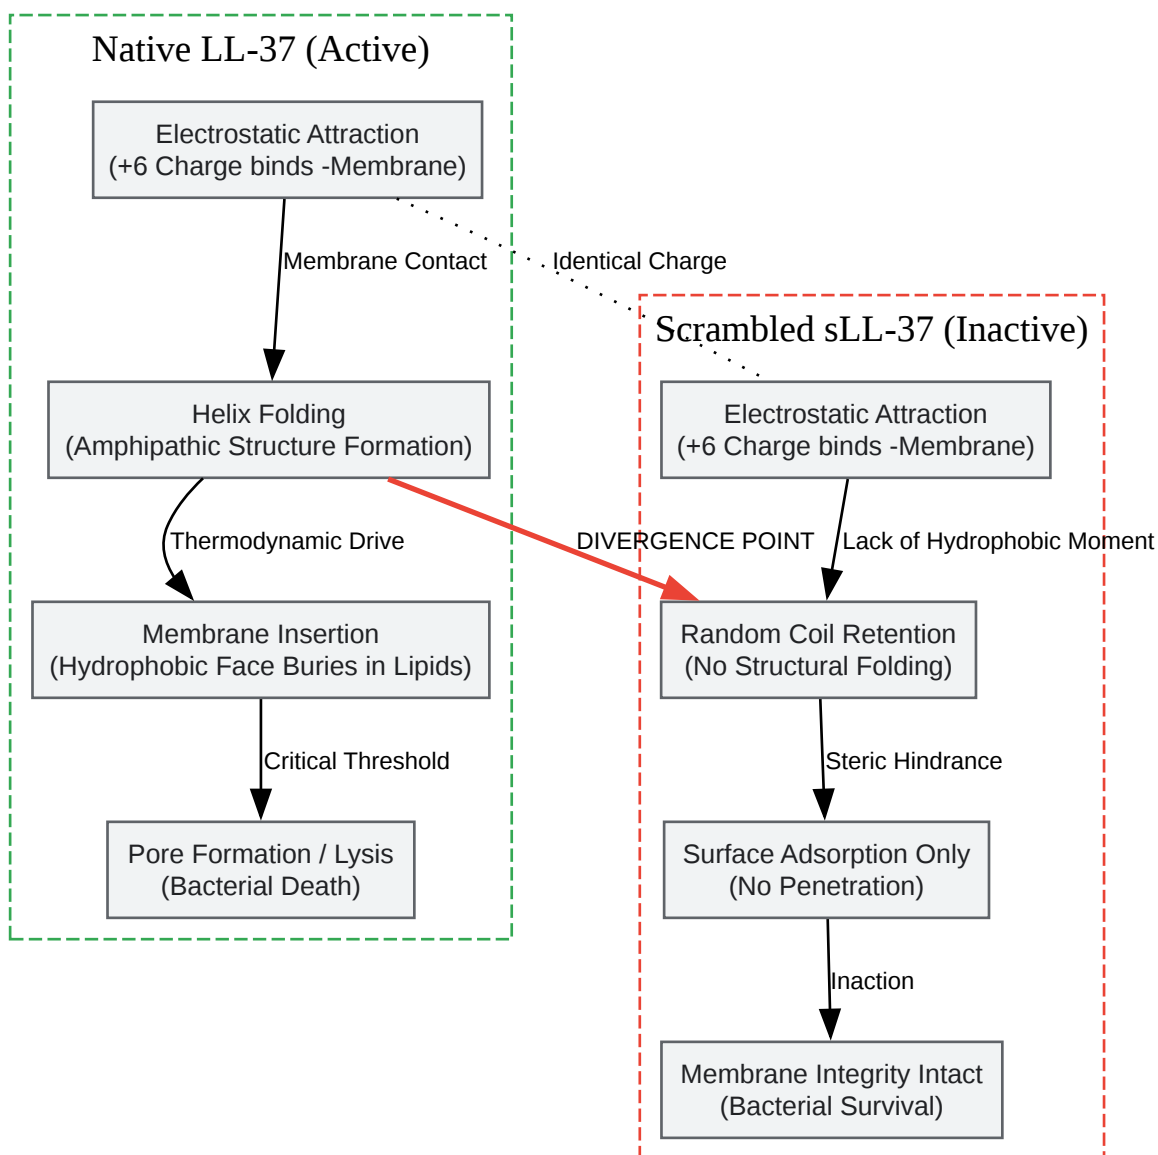 Native LL-37 (Active)
Electrostatic Attraction
(+6 Charge binds -Membrane)
Membrane Contact
Identical Charge
Scrambled sLL-37 (Inactive)
Helix Folding
(Amphipathic Structure Formation)
Electrostatic Attraction
(+6 Charge binds -Membrane)
Thermodynamic Drive
DIVERGENCE POINT
Lack of Hydrophobic Moment
Membrane Insertion
(Hydrophobic Face Buries in Lipids)
Random Coil Retention
(No Structural Folding)
Critical Threshold
Steric Hindrance
Pore Formation / Lysis
(Bacterial Death)
Surface Adsorption Only
(No Penetration)
Inaction
Membrane Integrity Intact
(Bacterial Survival)